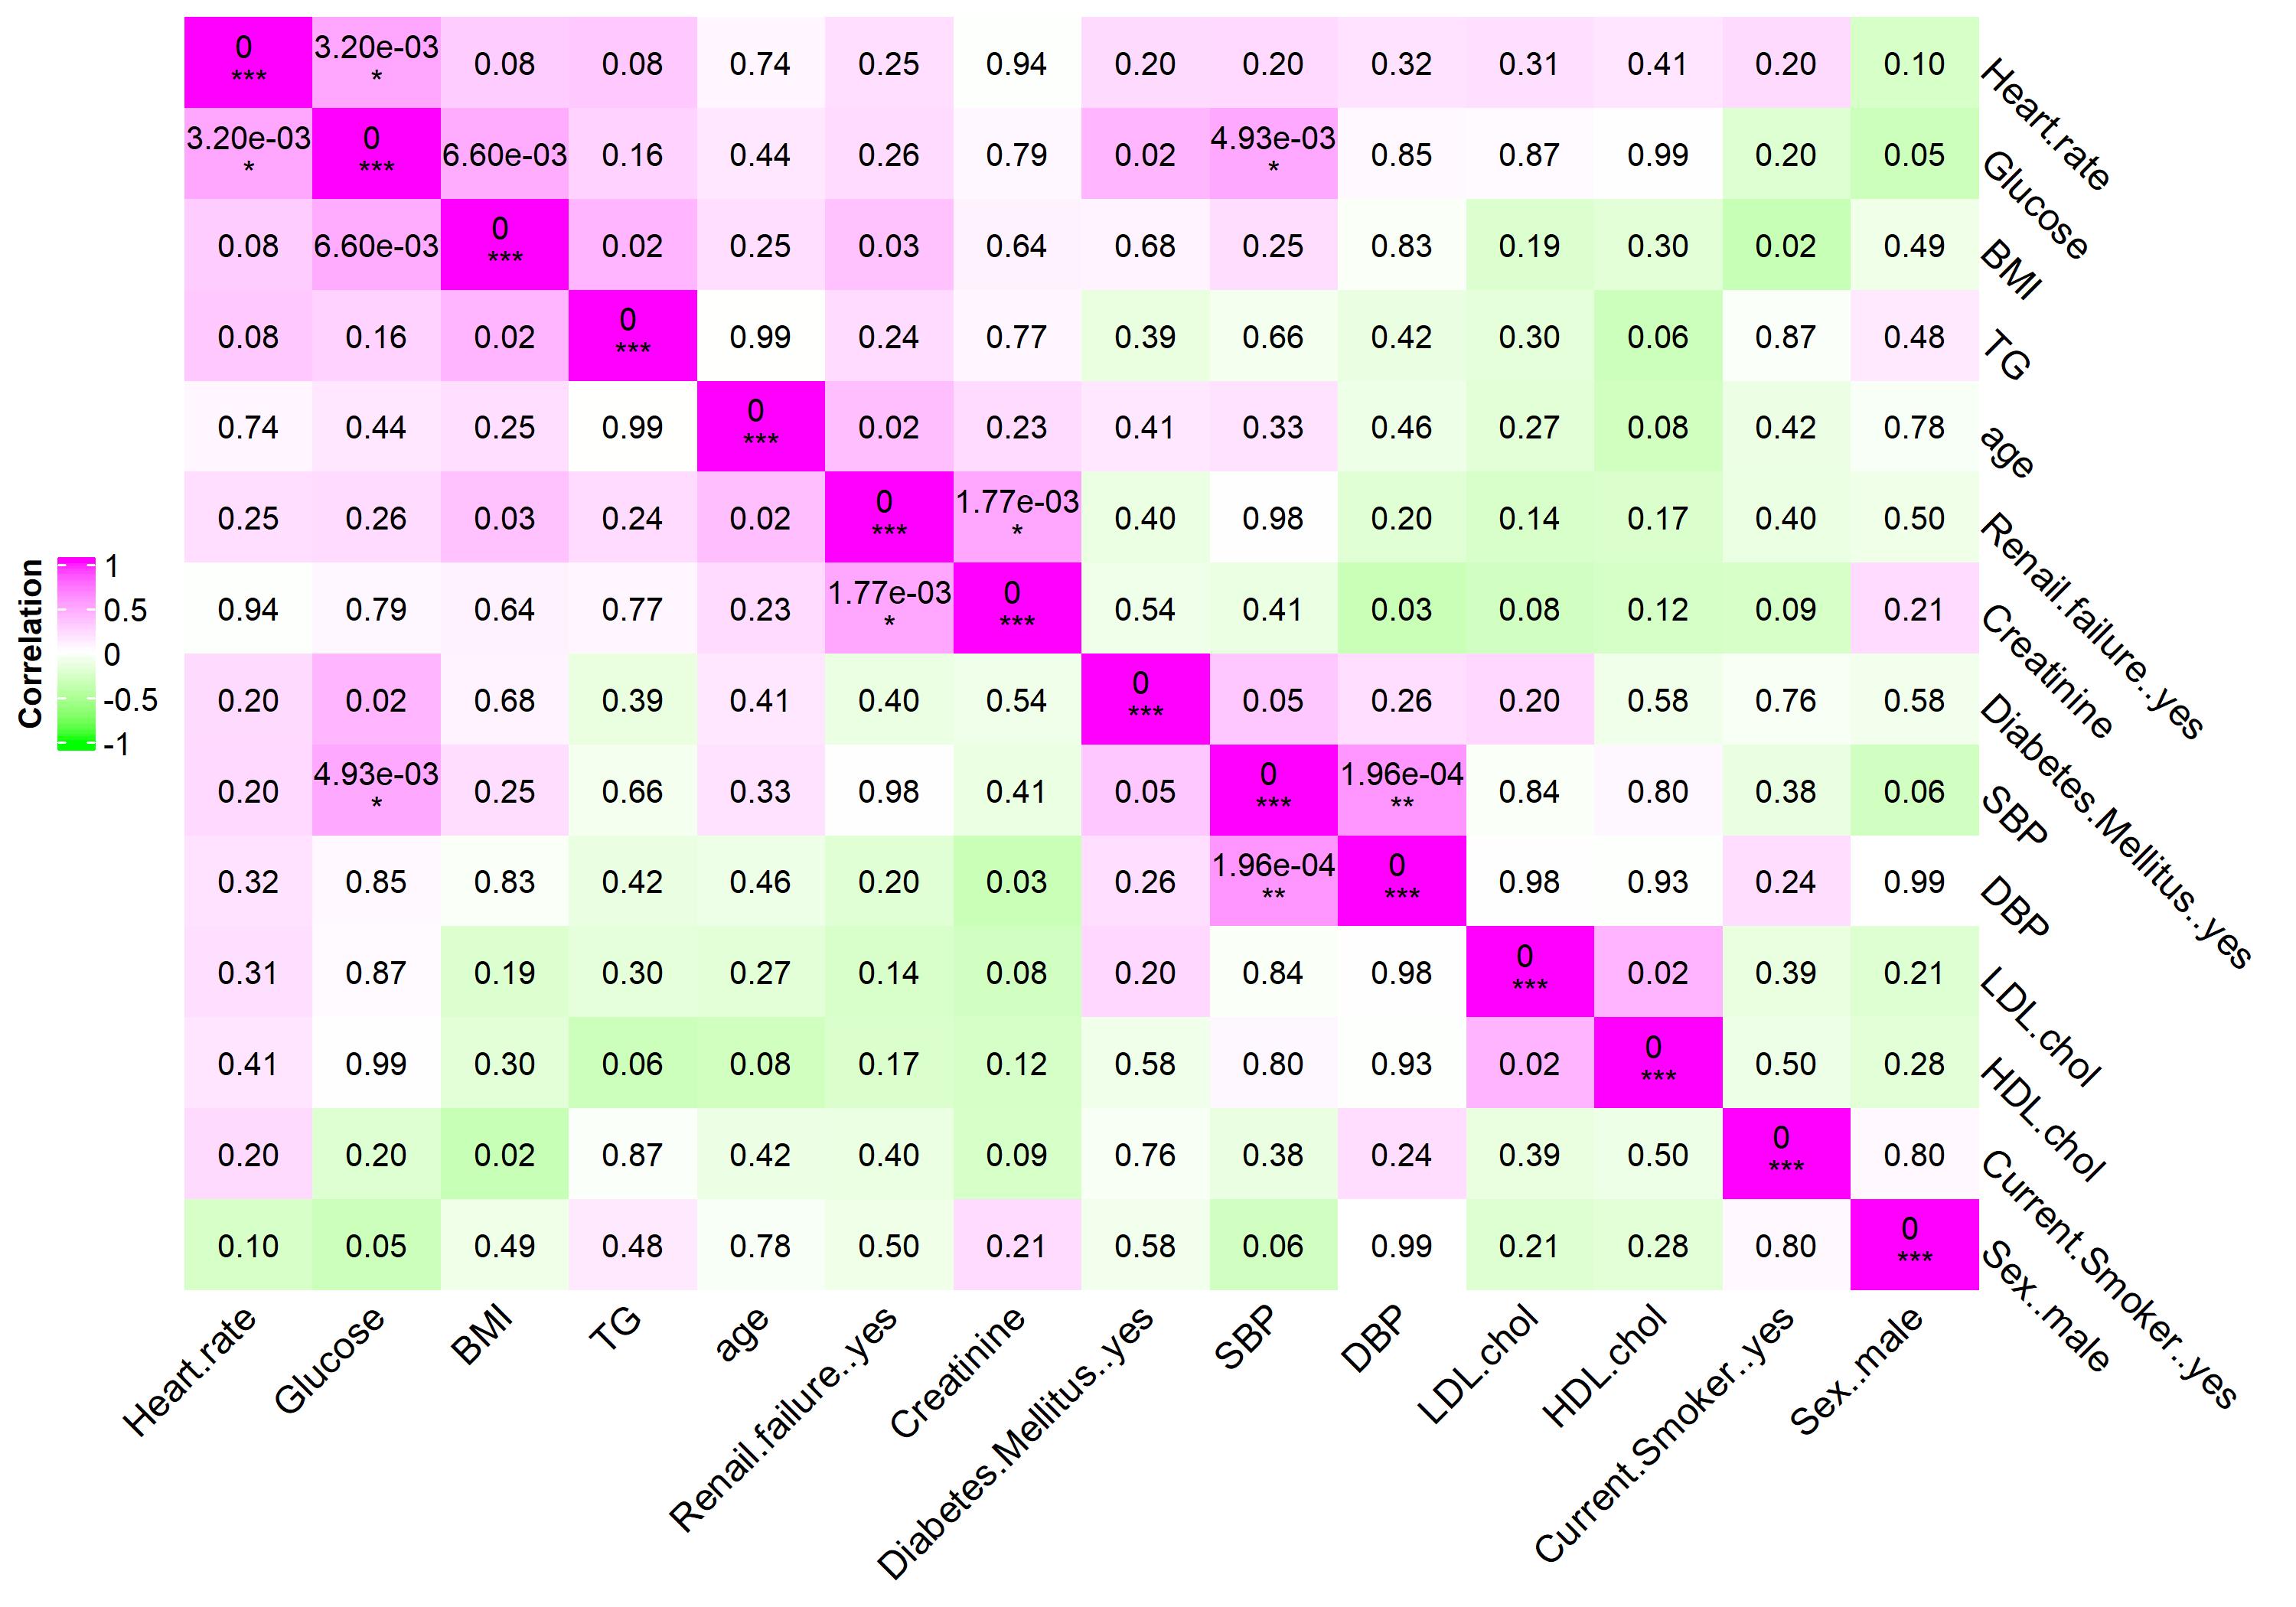 0 3.20e-03 0.08 0.08 0.74 0.25 0.94 0.20 0.20 0.32 0.31 0.41 0.20 0.10 Heart.rate
*** *
3.20e-03 0 6.60e-03 0.16 0.44 0.26 0.79 0.02 4.93e-03 0.85 0.87 0.99 0.20 0.05 Glucose
* *** *
0.08 6.60e-03 0 0.02 0.25 0.03 0.64 0.68 0.25 0.83 0.19 0.30 0.02 0.49 BMI
***
0.08 0.16 0.02 0 0.99 0.24 0.77 0.39 0.66 0.42 0.30 0.06 0.87 0.48 TG
***
0.74 0.44 0.25 0.99 0 0.02 0.23 0.41 0.33 0.46 0.27 0.08 0.42 0.78 age
***
0.25 0.26 0.03 0.24 0.02 0 1.77e-03 0.40 0.98 0.20 0.14 0.17 0.40 0.50 Renail.failure..yes
*** *
0.94 0.79 0.64 0.77 0.23 1.77e-03 0 0.54 0.41 0.03 0.08 0.12 0.09 0.21 Creatinine
* ***
0.20 0.02 0.68 0.39 0.41 0.40 0.54 0 0.05 0.26 0.20 0.58 0.76 0.58 Diabetes.Mellitus..yes
***
0.20 4.93e-03 0.25 0.66 0.33 0.98 0.41 0.05 0 1.96e-04 0.84 0.80 0.38 0.06 SBP
* *** **
0.32 0.85 0.83 0.42 0.46 0.20 0.03 0.26 1.96e-04 0 0.98 0.93 0.24 0.99 DBP
** ***
0.31 0.87 0.19 0.30 0.27 0.14 0.08 0.20 0.84 0.98 0 0.02 0.39 0.21 LDL.chol
***
0.41 0.99 0.30 0.06 0.08 0.17 0.12 0.58 0.80 0.93 0.02 0 0.50 0.28 HDL.chol
***
0.20 0.20 0.02 0.87 0.42 0.40 0.09 0.76 0.38 0.24 0.39 0.50 0 0.80 Current.Smoker..yes
***
0.10 0.05 0.49 0.48 0.78 0.50 0.21 0.58 0.06 0.99 0.21 0.28 0.80 0 Sex..male
***
Heart.rate
Glucose
BMI
TG
age
Renail.failure..yes
Creatinine
Diabetes.Mellitus..yes
SBP
DBP
LDL.chol
HDL.chol
Current.Smoker..yes
Sex..male
Correlation
1
0.5
0
-0.5
-1